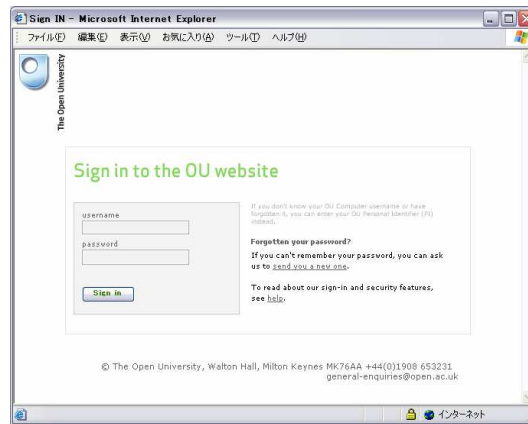 Sign IN - Microsoft Internet Explorer
ファイル(F) 編集(E) 表示(V) お気に入り(A) ツール(T) ヘルプ(H)
The Open University
Sign in to the OU website
username
password
Sign in
If you don't know your OU Computer username or have
forgotten it, you can enter your OU Personal Identifier (PI)
instead.
Forgotten your password?
If you can't remember your password, you can ask
us to send you a new one.
To read about our sign-in and security features,
see help.
© The Open University, Walton Hall, Milton Keynes MK76AA +44(0)1908 653231
general-enquiries@open.ac.uk
インターネット